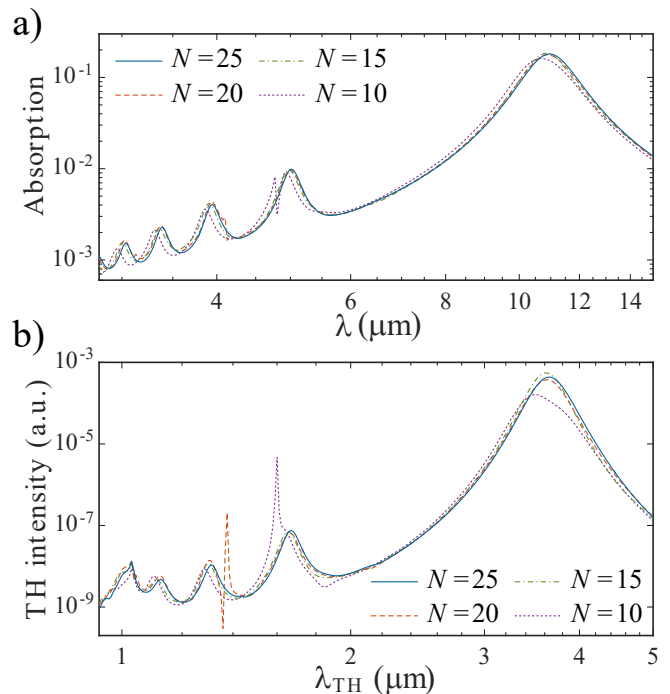 a)
N = 25 N = 15
N = 20 N = 10
Absorption
10⁻¹
10⁻²
10⁻³
4 6 8 10 12 14
λ (μm)
b)
TH intensity (a.u.)
10⁻³
10⁻⁵
10⁻⁷
10⁻⁹
N = 25 N = 15
N = 20 N = 10
1 2 3 4 5
λTH (μm)